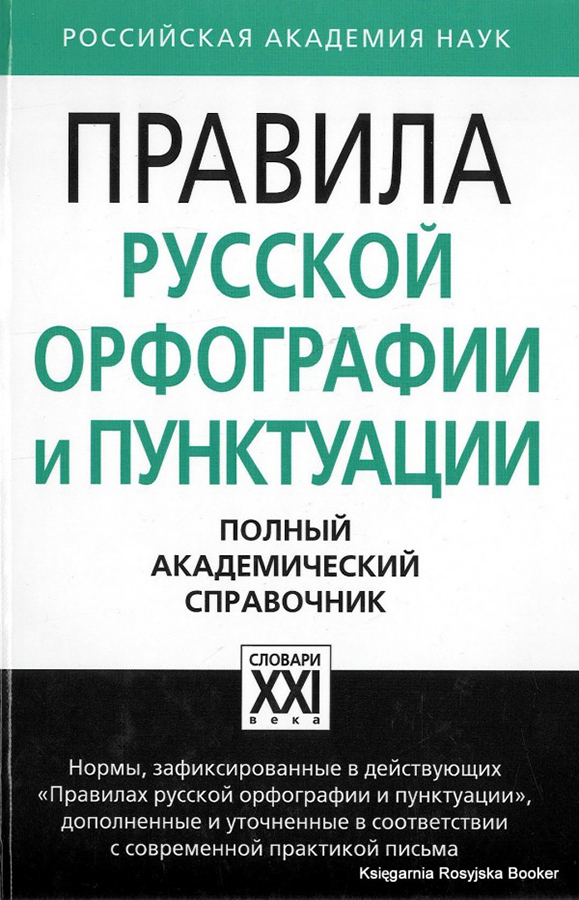 РОССИЙСКАЯ АКАДЕМИЯ НАУК
ПРАВИЛА
РУССКОЙ
ОРФОГРАФИИ
и ПУНКТУАЦИИ
ПОЛНЫЙ
АКАДЕМИЧЕСКИЙ
СПРАВОЧНИК
СЛОВАРИ
XXI
века
Нормы, зафиксированные в действующих
«Правилах русской орфографии и пунктуации»,
дополненные и уточненные в соответствии
с современной практикой письма
Księgarnia Rosyjska Booker